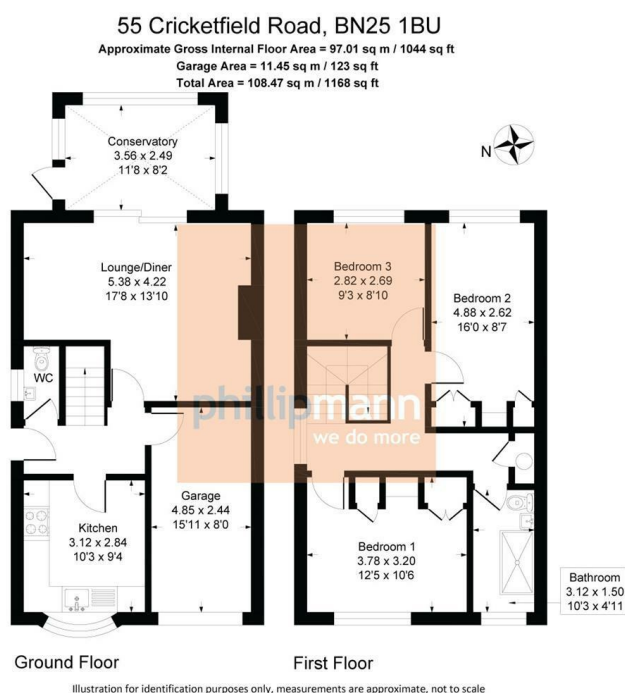 55 Cricketfield Road, BN25 1BU
Approximate Gross Internal Floor Area = 97.01 sq m / 1044 sq ft
Garage Area = 11.45 sq m / 123 sq ft
Total Area = 108.47 sq m / 1168 sq ft
Conservatory
3.56 x 2.49
11'8 x 8'2
N
Lounge/Diner
5.38 x 4.22
17'8 x 13'10
Bedroom 3
2.82 x 2.69
9'3 x 8'10
Bedroom 2
4.88 x 2.62
16'0 x 8'7
WC
phillipmann
we do more
Garage
4.85 x 2.44
15'11 x 8'0
Kitchen
3.12 x 2.84
10'3 x 9'4
Bedroom 1
3.78 x 3.20
12'5 x 10'6
Bathroom
3.12 x 1.50
10'3 x 4'11
Ground Floor
First Floor
Illustration for identification purposes only, measurements are approximate, not to scale